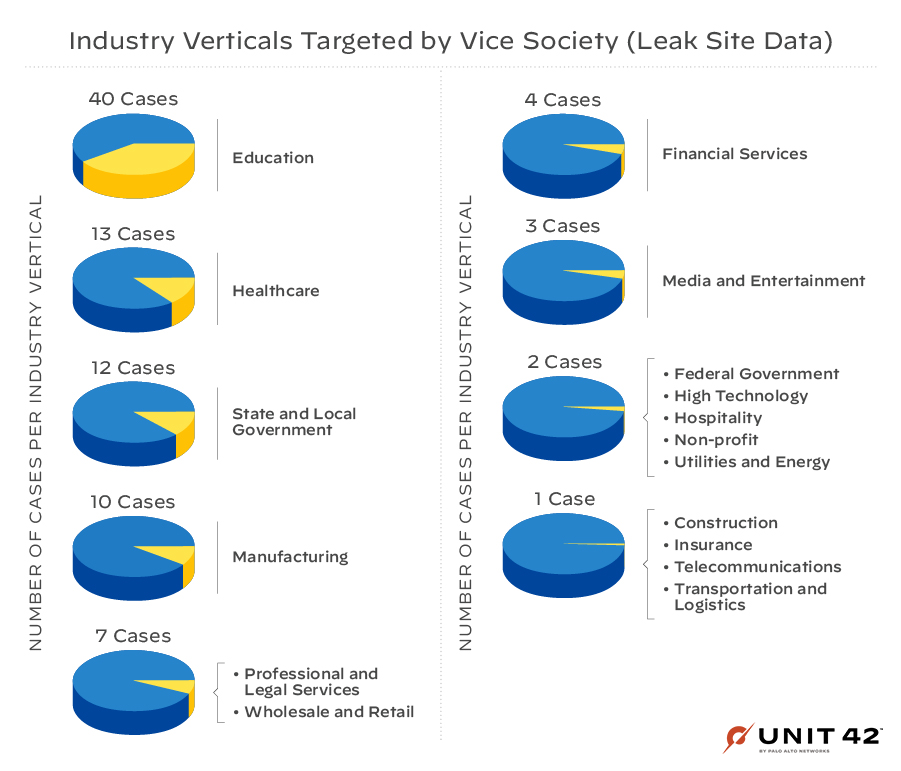 Industry Verticals Targeted by Vice Society (Leak Site Data)
NUMBER OF CASES PER INDUSTRY VERTICAL
40 Cases
Education
13 Cases
Healthcare
12 Cases
State and Local
Government
10 Cases
Manufacturing
7 Cases
• Professional and
Legal Services
• Wholesale and Retail
NUMBER OF CASES PER INDUSTRY VERTICAL
4 Cases
Financial Services
3 Cases
Media and Entertainment
2 Cases
• Federal Government
• High Technology
• Hospitality
• Non-profit
• Utilities and Energy
1 Case
• Construction
• Insurance
• Telecommunications
• Transportation and
Logistics
UNIT 42™
BY PALO ALTO NETWORKS